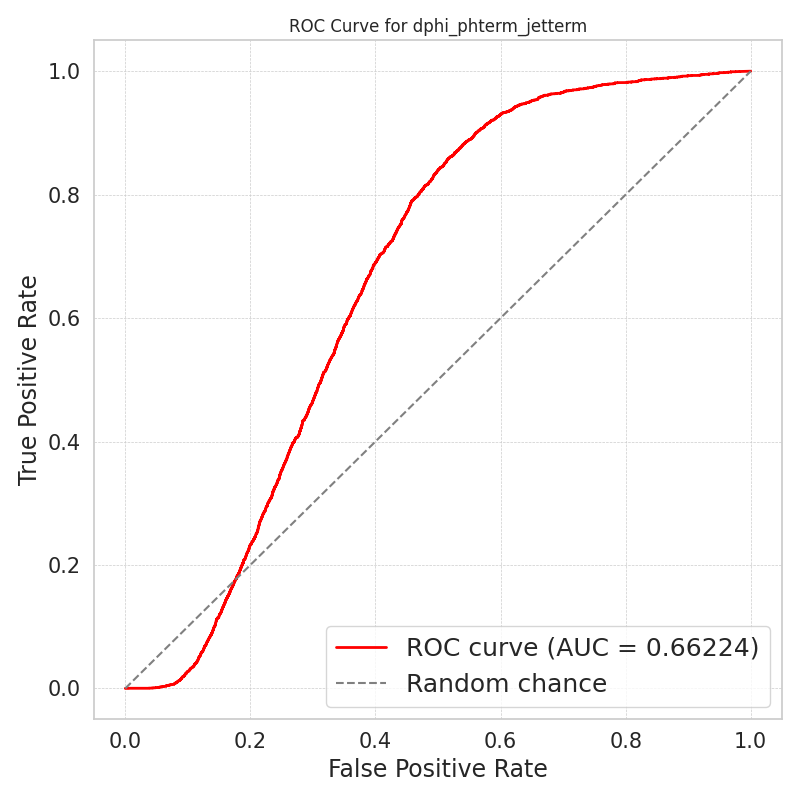 ROC Curve for dphi_phterm_jetterm
True Positive Rate
1.0
0.8
0.6
0.4
0.2
0.0
ROC curve (AUC = 0.66224)
Random chance
0.0 0.2 0.4 0.6 0.8 1.0
False Positive Rate